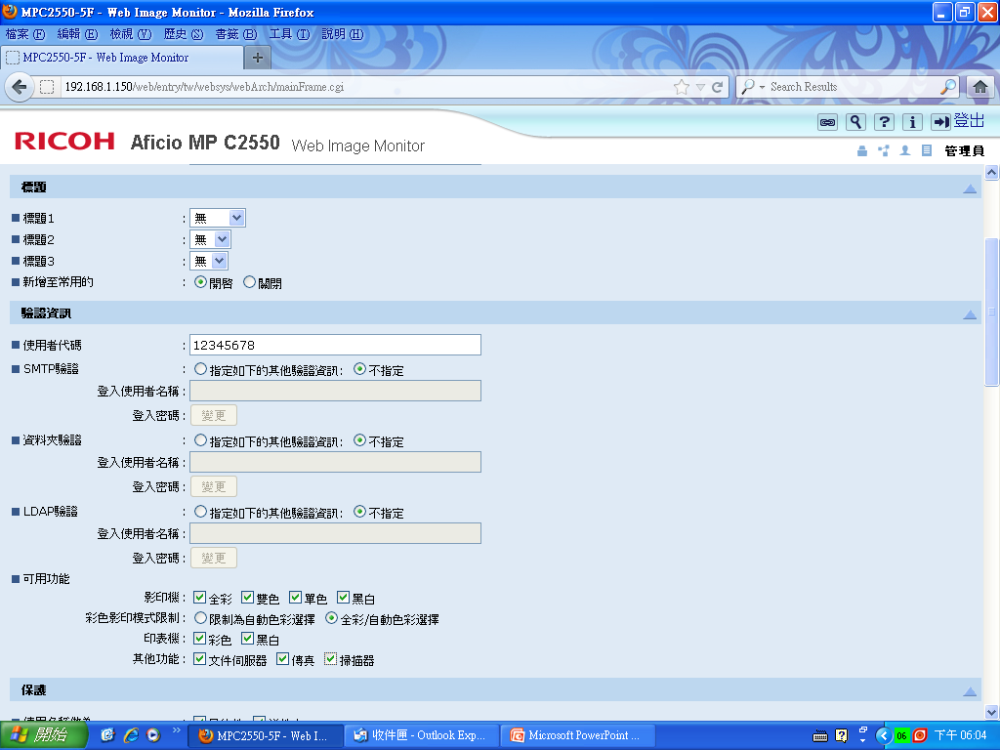 MPC2550-5F - Web Image Monitor - Mozilla Firefox
檔案(F) 編輯(E) 檢視(V) 歷史(S) 書籤(B) 工具(T) 說明(H)
MPC2550-5F - Web Image Monitor +
192.168.1.150/web/entry/tw/websys/webArch/mainFrame.cgi Search Results
登出
RICOH Aficio MP C2550 Web Image Monitor
管理員
標題
標題1 : 無
標題2 : 無
標題3 : 無
新增至常用的 : 開啓 關閉
驗證資訊
使用者代碼 : 12345678
SMTP驗證 : 指定如下的其他驗證資訊: 不指定
登入使用者名稱 :
登入密碼 : 變更
資料夾驗證 : 指定如下的其他驗證資訊: 不指定
登入使用者名稱 :
登入密碼 : 變更
LDAP驗證 : 指定如下的其他驗證資訊: 不指定
登入使用者名稱 :
登入密碼 : 變更
可用功能
影印機 : 全彩 雙色 單色 黑白
彩色影印模式限制 : 限制為自動色彩選擇 全彩/自動色彩選擇
印表機 : 彩色 黑白
其他功能 : 文件伺服器 傳真 掃描器
保護
開始 MPC2550-5F - Web I... 收件匣 - Outlook Exp... Microsoft PowerPoint ... 06 下午 06:04